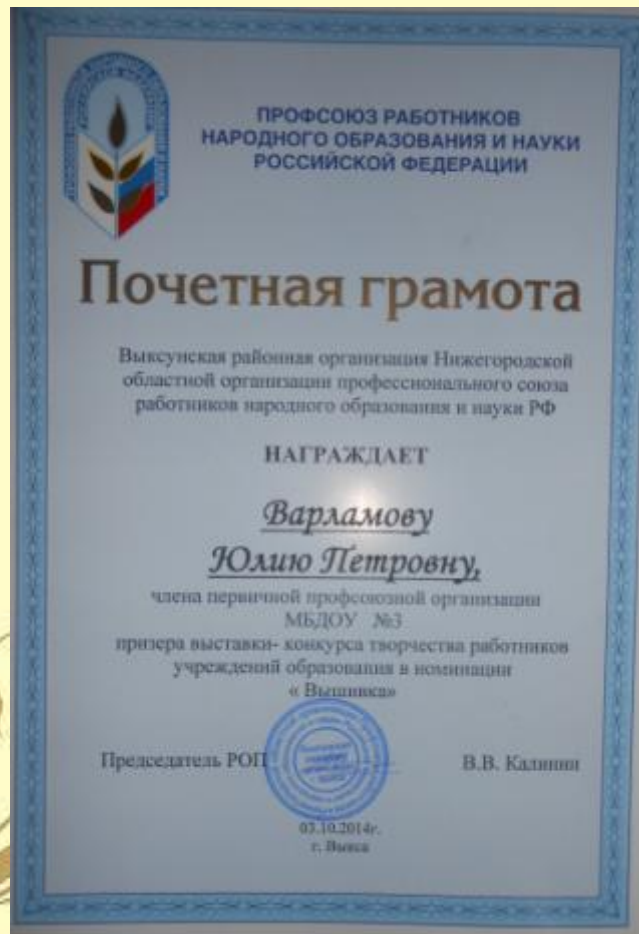 ПРОФСОЮЗ РАБОТНИКОВ
НАРОДНОГО ОБРАЗОВАНИЯ И НАУКИ
РОССИЙСКОЙ ФЕДЕРАЦИИ
Почетная грамота
Выксунская районная организация Нижегородской
областной организации профессионального союза
работников народного образования и науки РФ
НАГРАЖДАЕТ
Варламову
Юлию Петровну,
члена первичной профсоюзной организации
МБДОУ №3
призера выставки- конкурса творчества работников
учреждений образования в номинации
« Вышивка»
Председатель РОП В.В. Калинин
03.10.2014г.
г. Выкса